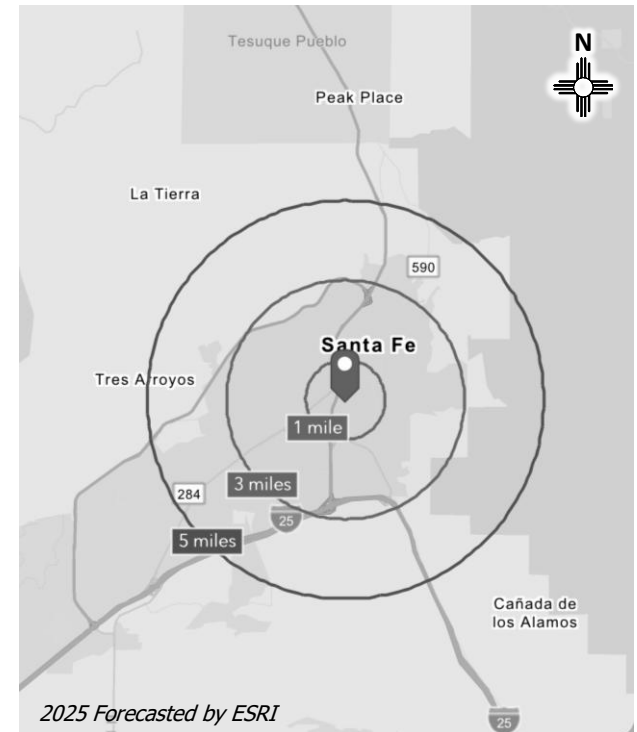 Tesuque Pueblo
N
Peak Place
La Tierra
590
Santa Fe
Tres Arroyos
1 mile
3 miles
284
25
5 miles
Cañada de
los Alamos
2025 Forecasted by ESRI
25